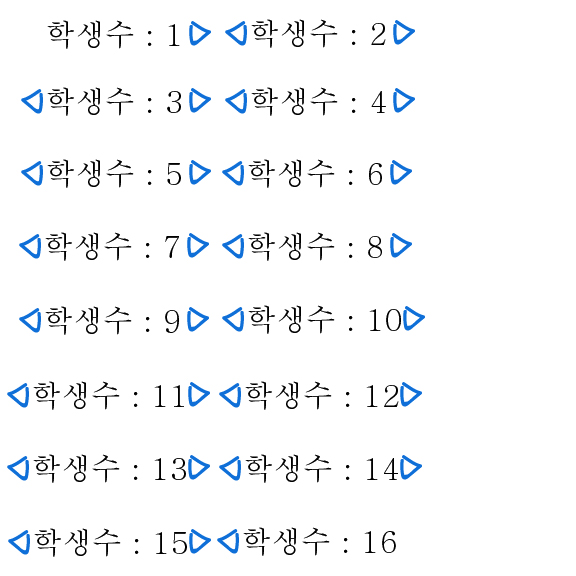 학생수 : 1 학생수 : 2
학생수 : 3 학생수 : 4
학생수 : 5 학생수 : 6
학생수 : 7 학생수 : 8
학생수 : 9 학생수 : 10
학생수 : 11 학생수 : 12
학생수 : 13 학생수 : 14
학생수 : 15 학생수 : 16